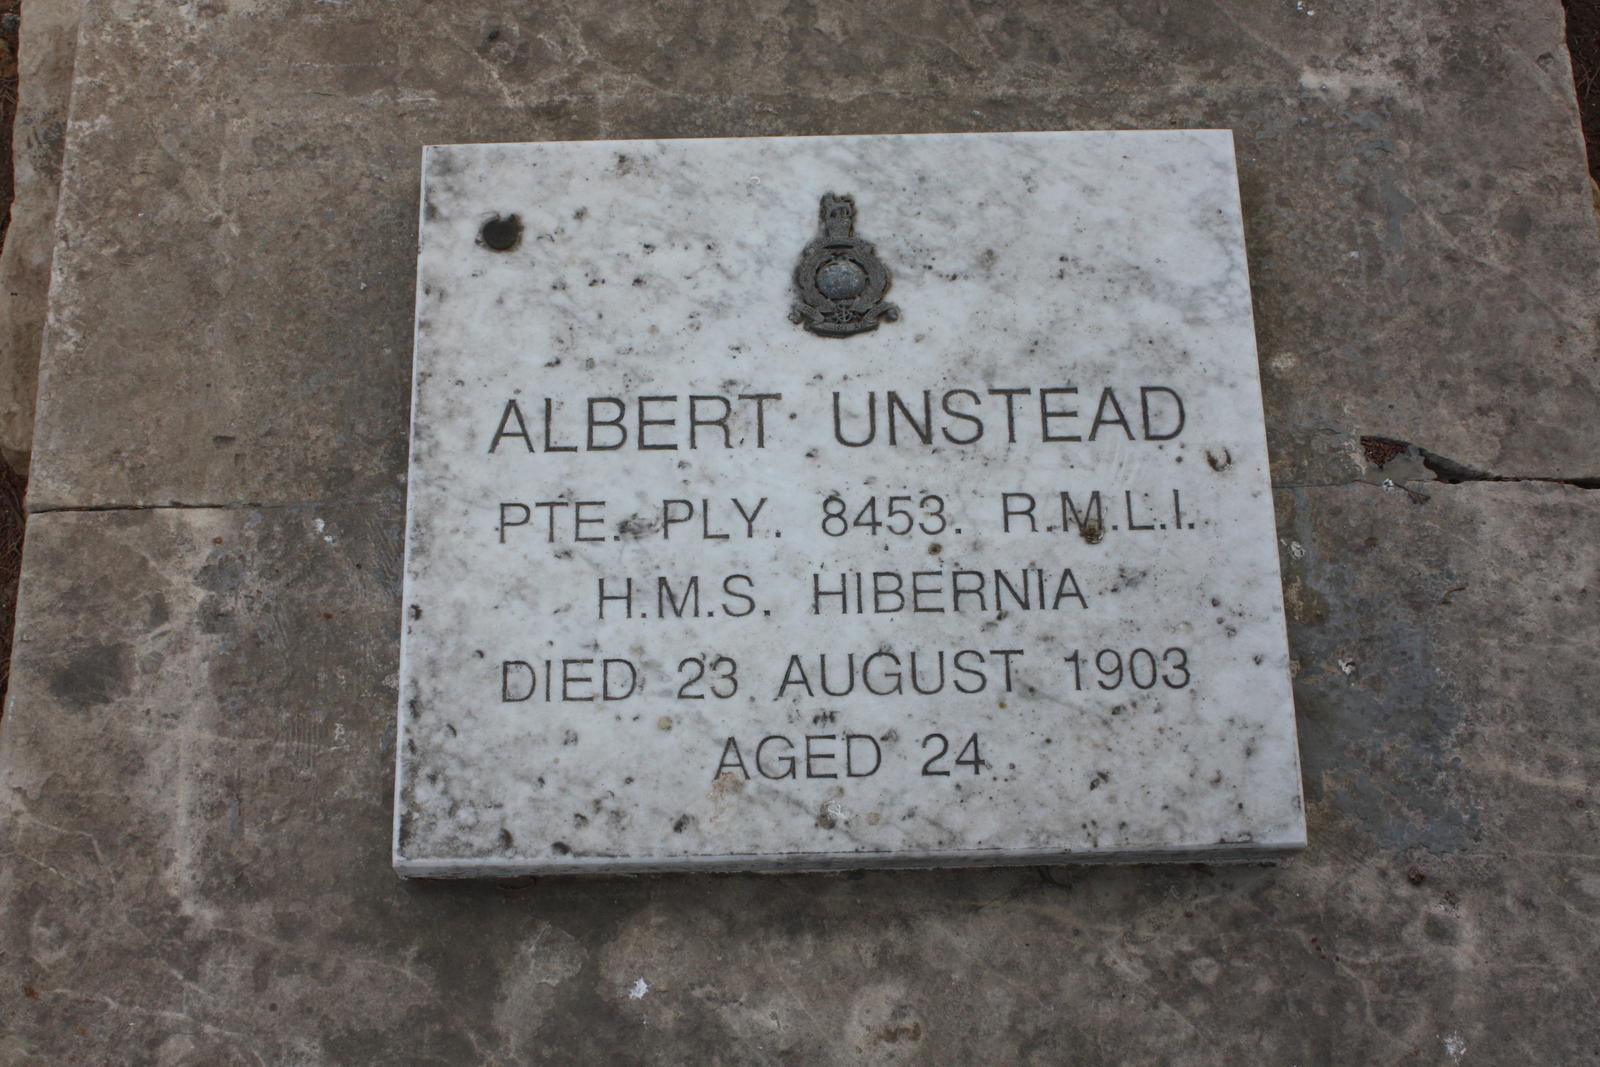 ALBERT UNSTEAD
PTE. PLY. 8453. R.M.L.I.
H.M.S. HIBERNIA
DIED 23 AUGUST 1903
AGED 24